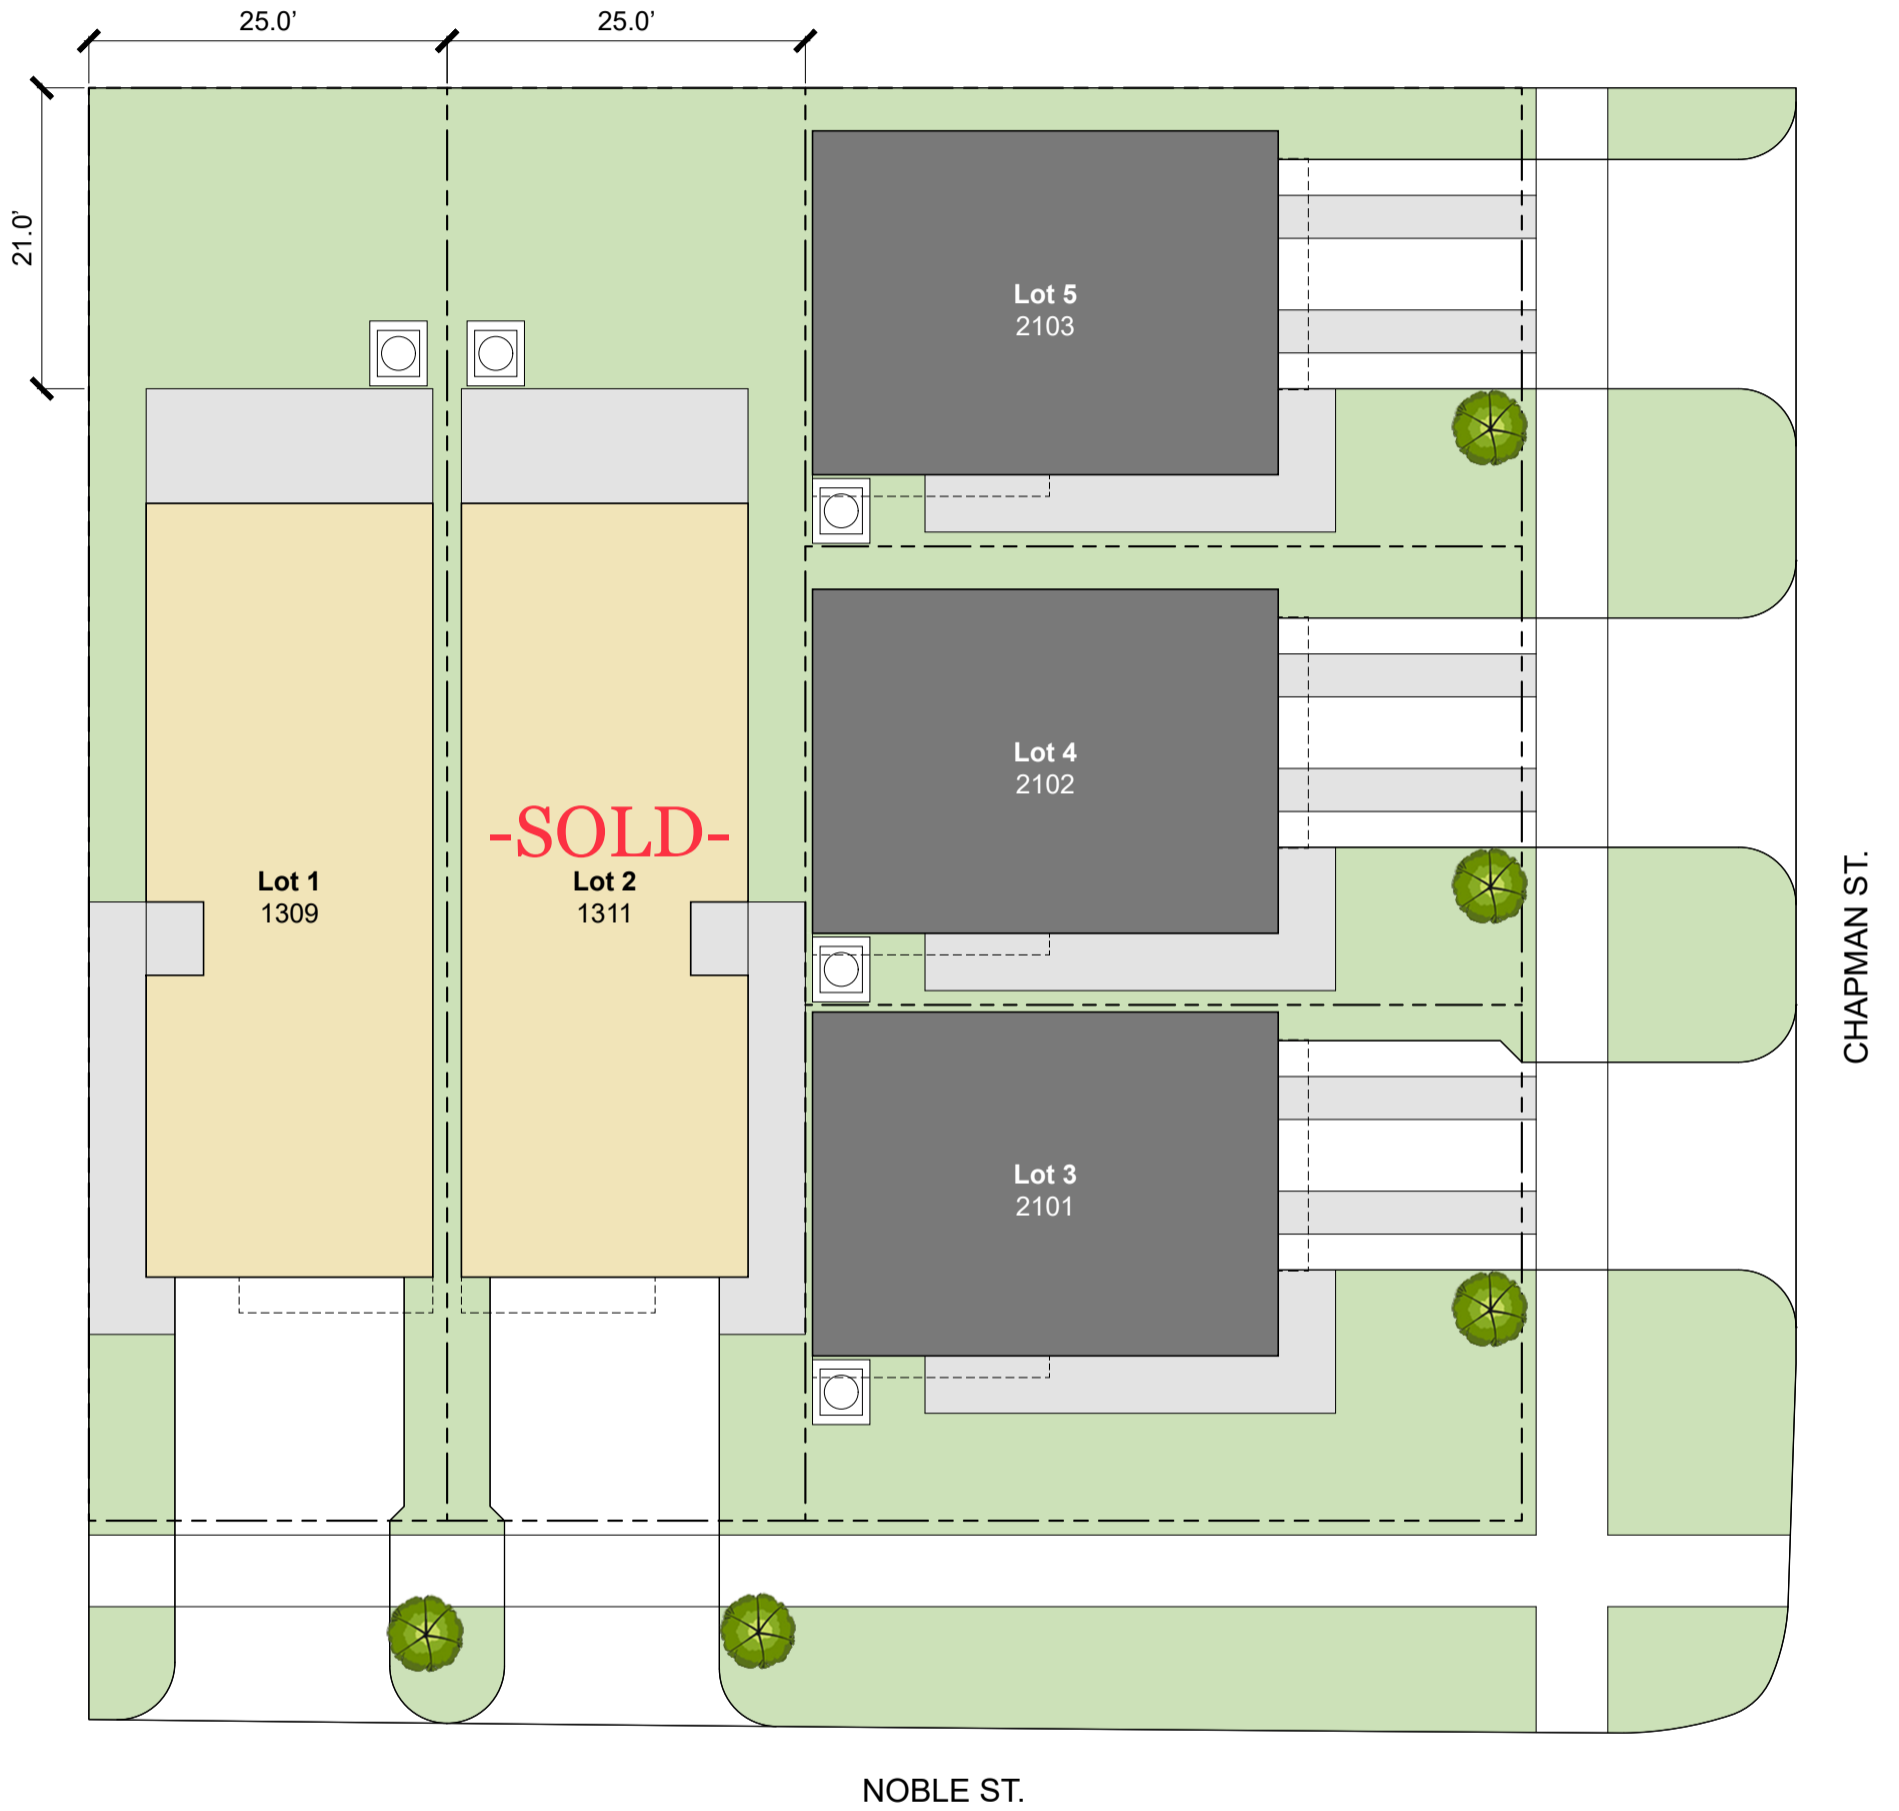 25.0’
25.0’
21.0’
Lot 5
2103
Lot 4
2102
-SOLD-
Lot 1
1309
Lot 2
1311
Lot 3
2101
CHAPMAN ST.
NOBLE ST.